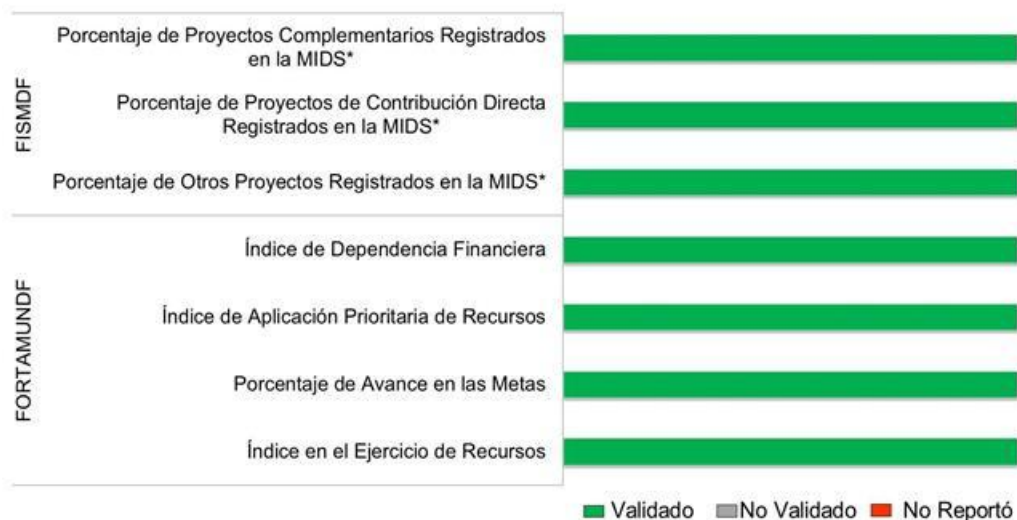 FISMDF
Porcentaje de Proyectos Complementarios Registrados
en la MIDS*
Porcentaje de Proyectos de Contribución Directa
Registrados en la MIDS*
Porcentaje de Otros Proyectos Registrados en la MIDS*
FORTAMUNDF
Índice de Dependencia Financiera
Índice de Aplicación Prioritaria de Recursos
Porcentaje de Avance en las Metas
Índice en el Ejercicio de Recursos
Validado No Validado No Reportó